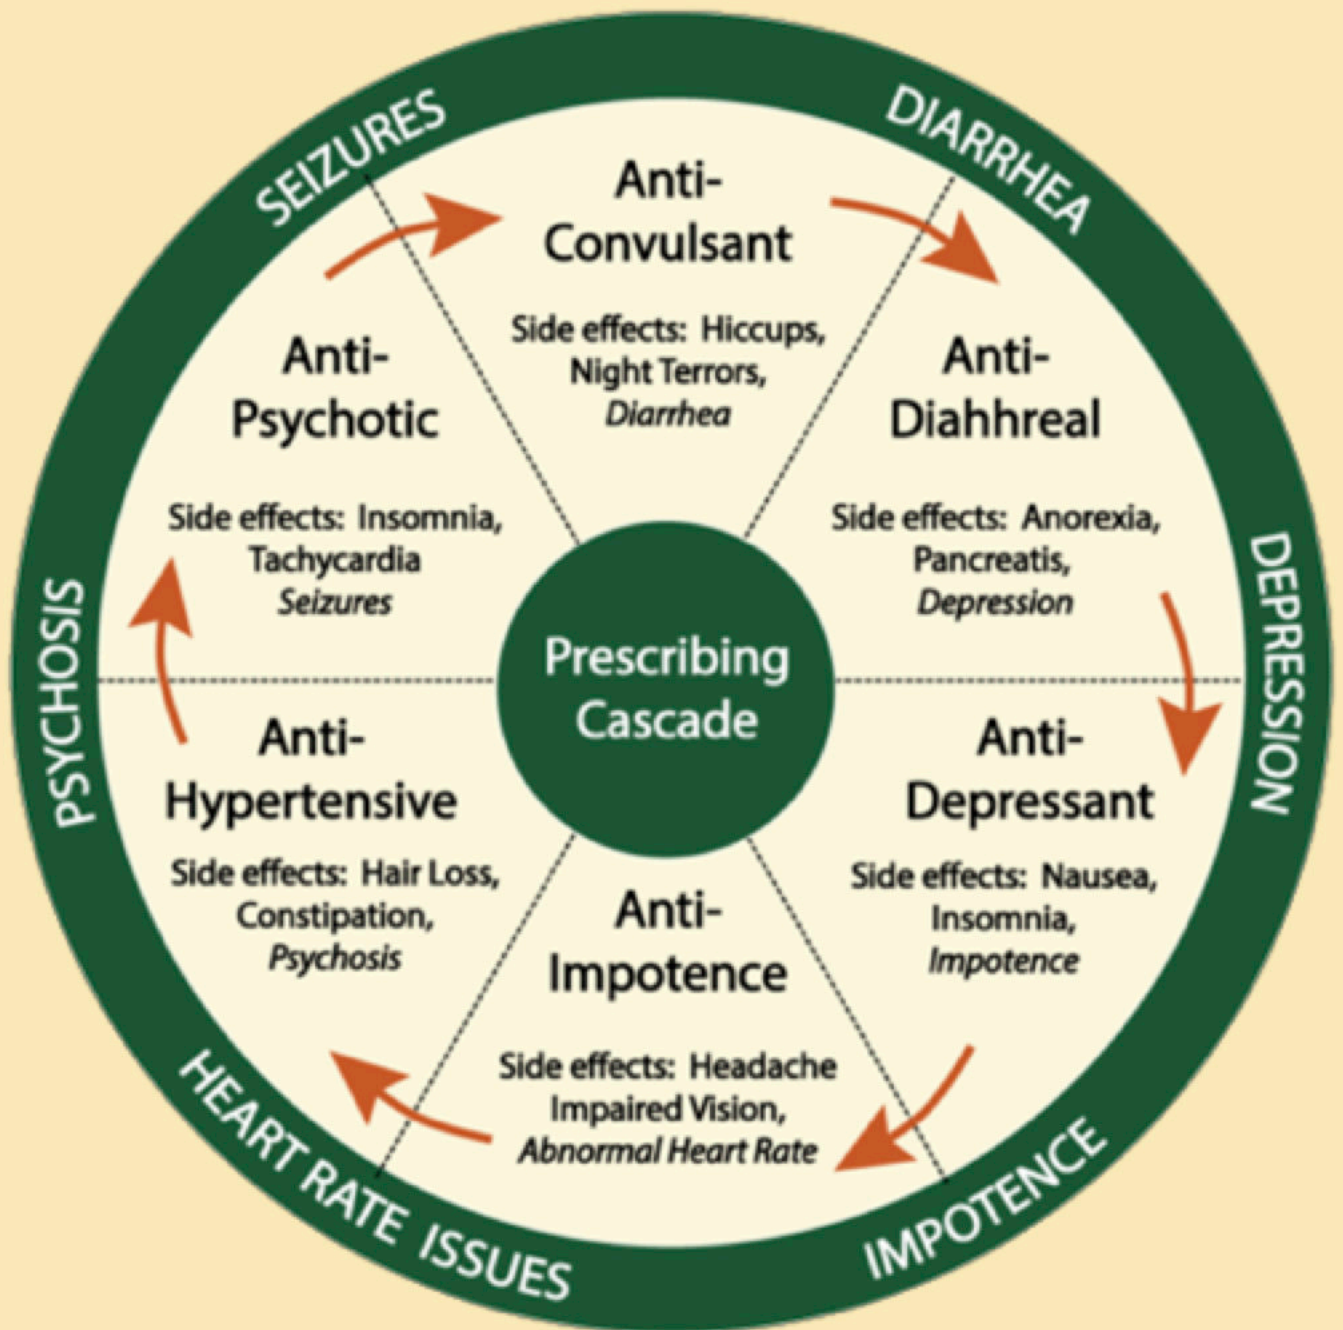 SEIZURES
DIARRHEA
DEPRESSION
IMPOTENCE
HEART RATE ISSUES
PSYCHOSIS
Anti-
Convulsant
Side effects: Hiccups,
Night Terrors,
Diarrhea
Anti-
Diahhreal
Side effects: Anorexia,
Pancreatis,
Depression
Anti-
Depressant
Side effects: Nausea,
Insomnia,
Impotence
Anti-
Impotence
Side effects: Headache
Impaired Vision,
Abnormal Heart Rate
Anti-
Hypertensive
Side effects: Hair Loss,
Constipation,
Psychosis
Anti-
Psychotic
Side effects: Insomnia,
Tachycardia
Seizures
Prescribing
Cascade